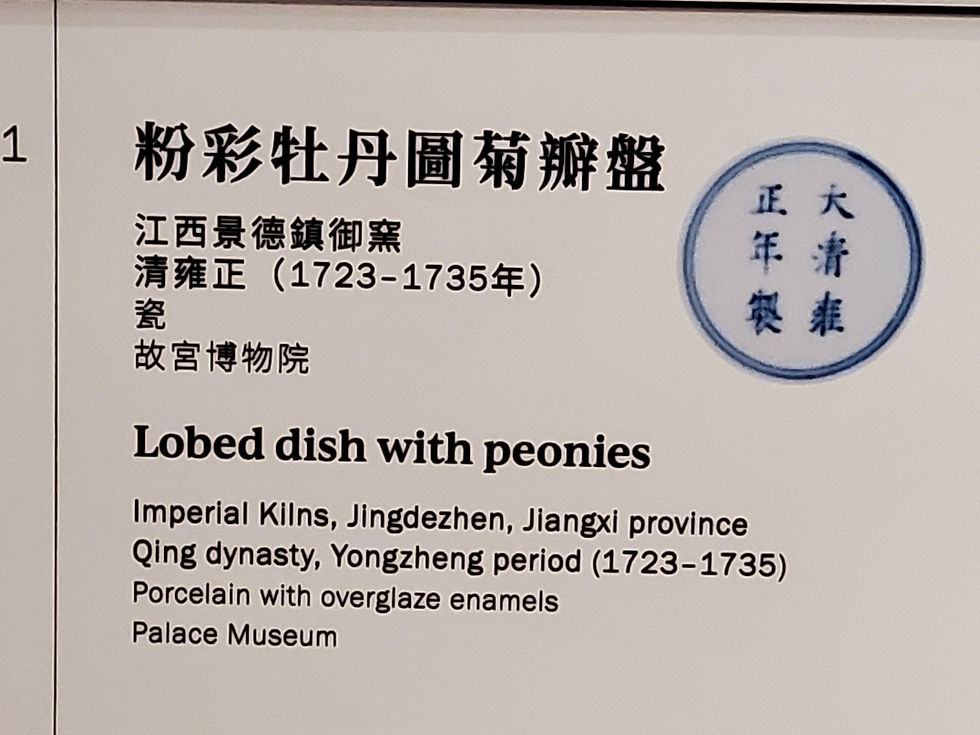 1
粉彩牡丹圖菊瓣盤
江西景德鎮御窯
清雍正（1723–1735年）
瓷
故宮博物院
大清雍
正年製
Lobed dish with peonies
Imperial Kilns, Jingdezhen, Jiangxi province
Qing dynasty, Yongzheng period (1723–1735)
Porcelain with overglaze enamels
Palace Museum